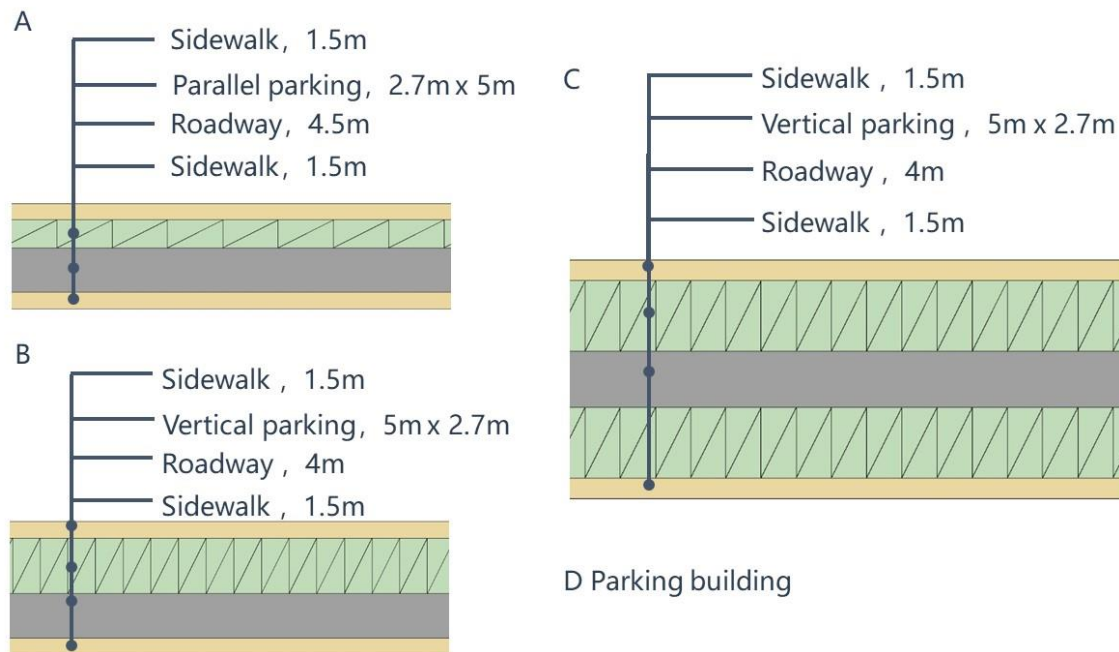 A
Sidewalk, 1.5m
Parallel parking, 2.7m x 5m
Roadway, 4.5m
Sidewalk, 1.5m
B
Sidewalk , 1.5m
Vertical parking, 5m x 2.7m
Roadway , 4m
Sidewalk , 1.5m
C
Sidewalk , 1.5m
Vertical parking , 5m x 2.7m
Roadway , 4m
Sidewalk , 1.5m
D Parking building